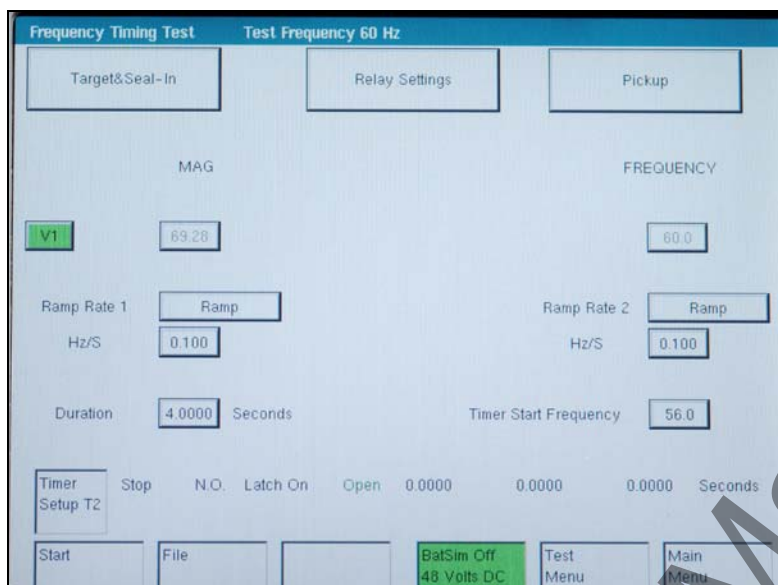 Frequency Timing Test Test Frequency 60 Hz
Target&Seal-In Relay Settings Pickup
MAG FREQUENCY
V1 69.28 60.0
Ramp Rate 1 Ramp Ramp Rate 2 Ramp
Hz/S 0.100 Hz/S 0.100
Duration 4.0000 Seconds Timer Start Frequency 56.0
Timer Stop N.O. Latch On Open 0.0000 0.0000 0.0000 Seconds
Setup T2
Start File BatSim Off Test Main
48 Volts DC Menu Menu